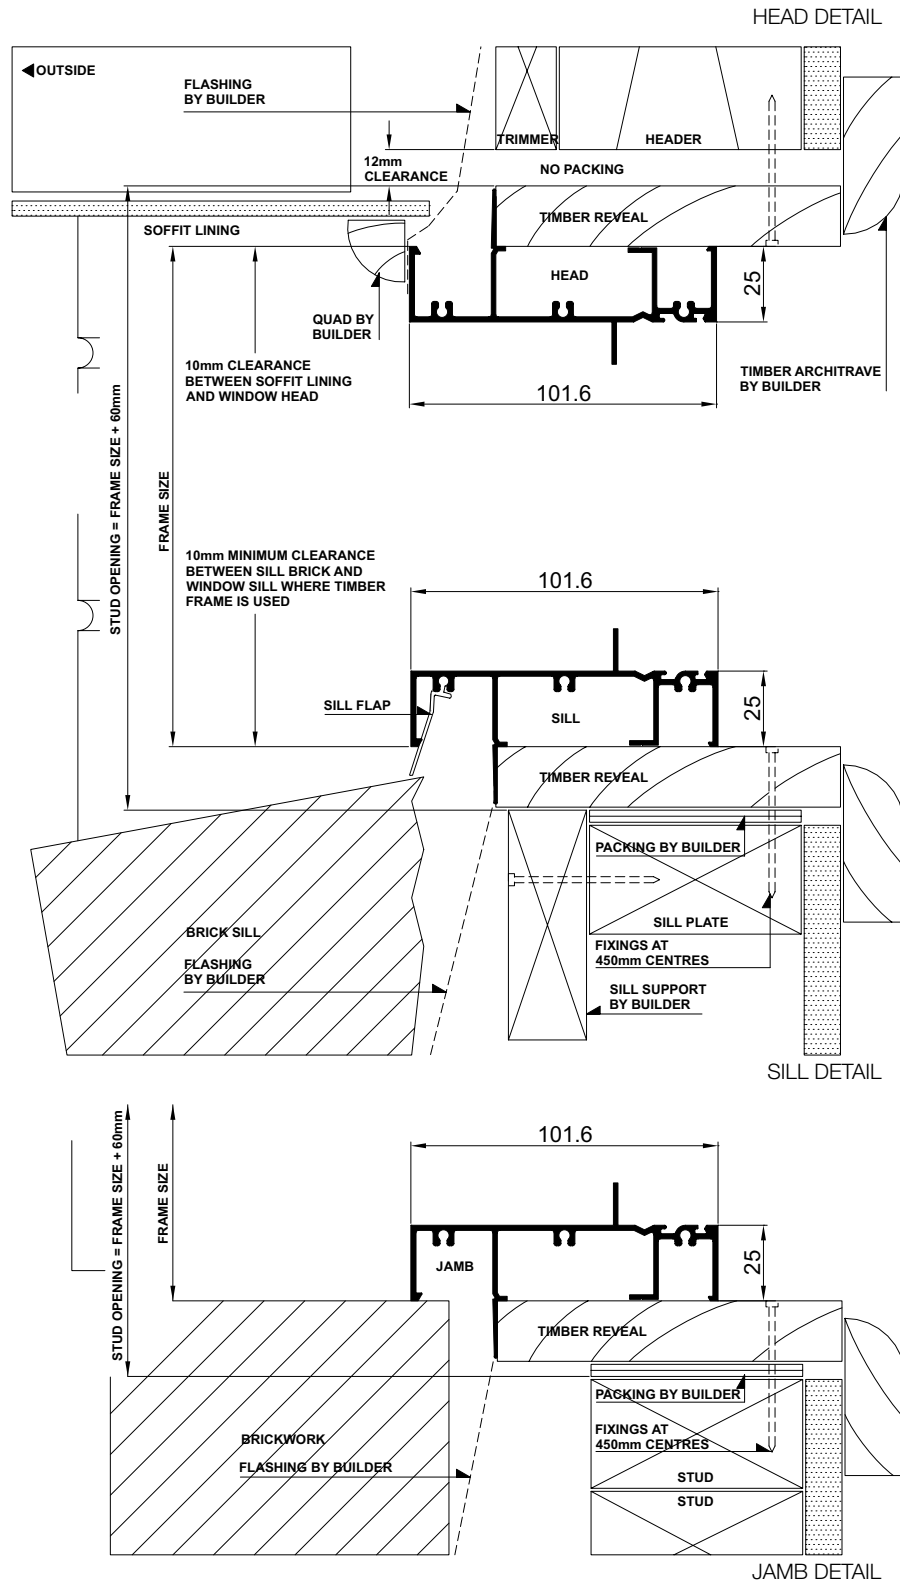 HEAD DETAIL
OUTSIDE
FLASHING
BY BUILDER
TRIMMER
HEADER
12mm
CLEARANCE
NO PACKING
TIMBER REVEAL
SOFFIT LINING
HEAD
25
QUAD BY
BUILDER
10mm CLEARANCE
BETWEEN SOFFIT LINING
AND WINDOW HEAD
TIMBER ARCHITRAVE
BY BUILDER
101.6
STUD OPENING = FRAME SIZE + 60mm
FRAME SIZE
10mm MINIMUM CLEARANCE
BETWEEN SILL BRICK AND
WINDOW SILL WHERE TIMBER
FRAME IS USED
101.6
SILL FLAP
SILL
25
TIMBER REVEAL
PACKING BY BUILDER
BRICK SILL
SILL PLATE
FLASHING
BY BUILDER
FIXINGS AT
450mm CENTRES
SILL SUPPORT
BY BUILDER
SILL DETAIL
STUD OPENING = FRAME SIZE + 60mm
FRAME SIZE
101.6
JAMB
25
TIMBER REVEAL
PACKING BY BUILDER
BRICKWORK
FIXINGS AT
450mm CENTRES
FLASHING BY BUILDER
STUD
STUD
JAMB DETAIL